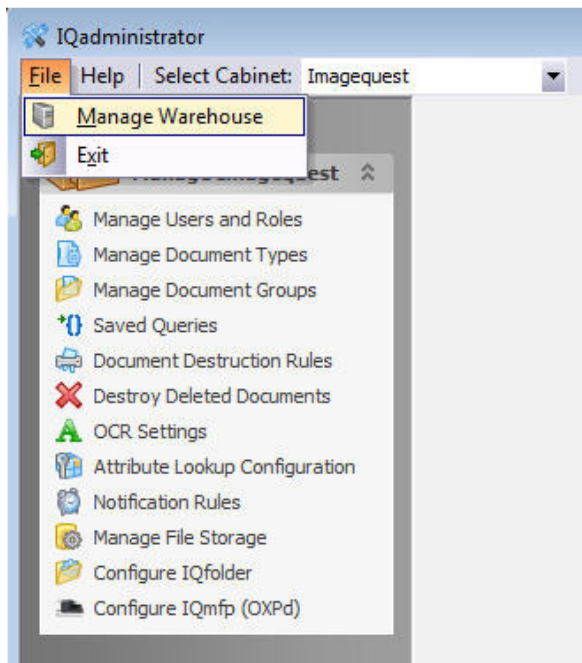 IQadministrator
File Help Select Cabinet: Imagequest
Manage Warehouse
Exit
Manage Imagequest
Manage Users and Roles
Manage Document Types
Manage Document Groups
Saved Queries
Document Destruction Rules
Destroy Deleted Documents
OCR Settings
Attribute Lookup Configuration
Notification Rules
Manage File Storage
Configure IQfolder
Configure IQmfp (OXPd)